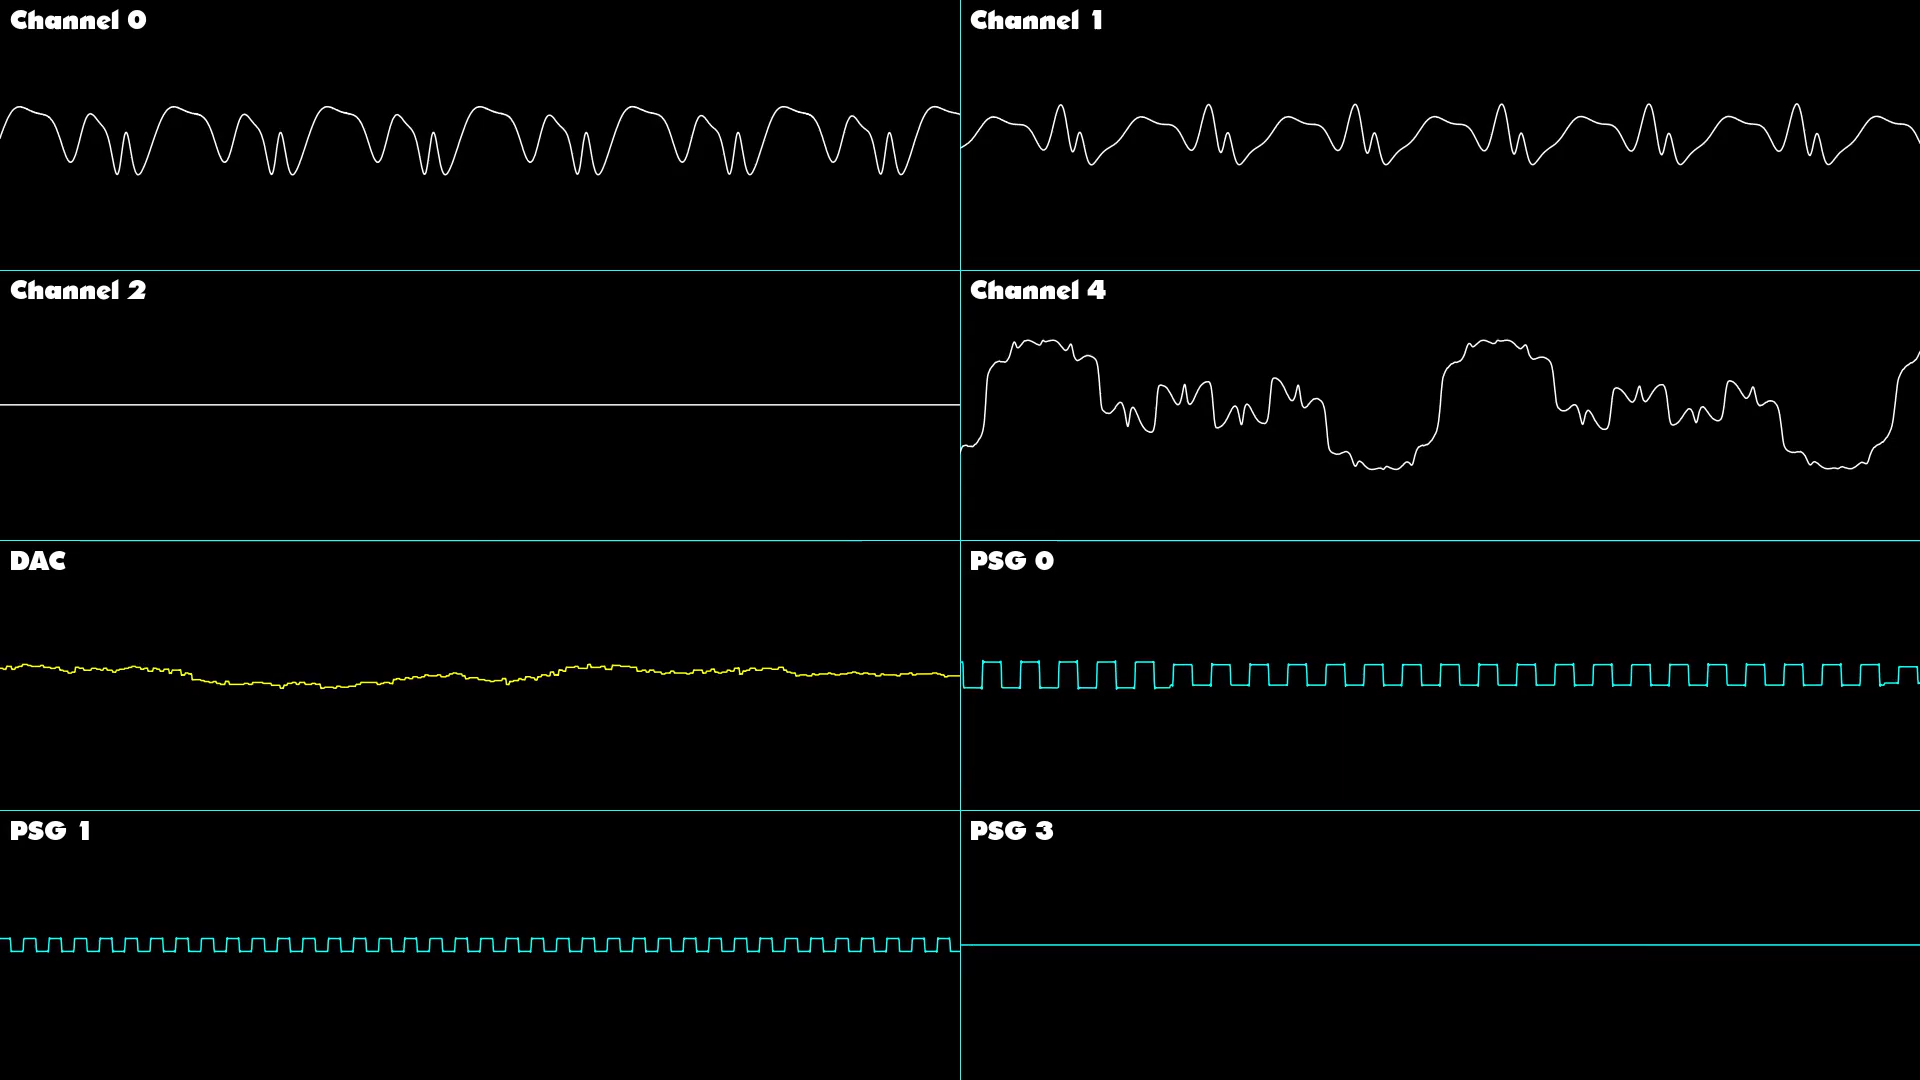 Channel 0
Channel 1
Channel 2
Channel 4
DAC
PSG 0
PSG 1
PSG 3